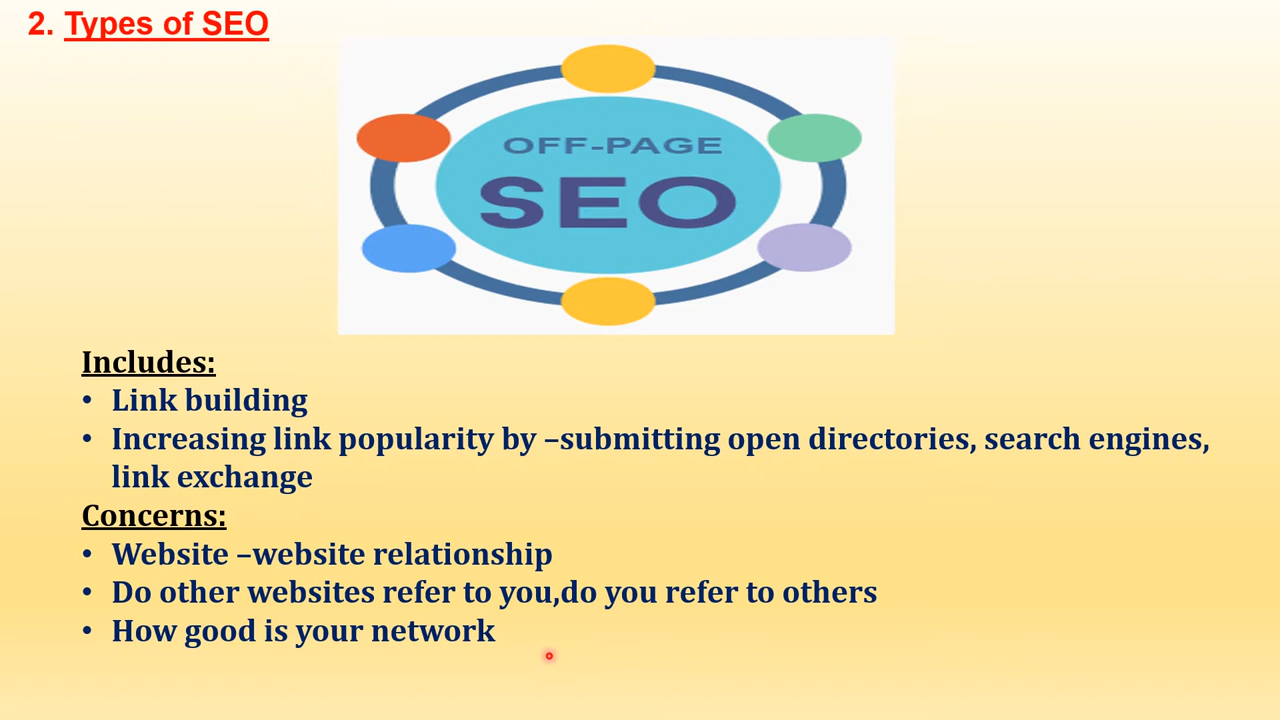 2. Types of SEO
OFF-PAGE
SEO
Includes:
• Link building
• Increasing link popularity by –submitting open directories, search engines,
link exchange
Concerns:
• Website –website relationship
• Do other websites refer to you,do you refer to others
• How good is your network